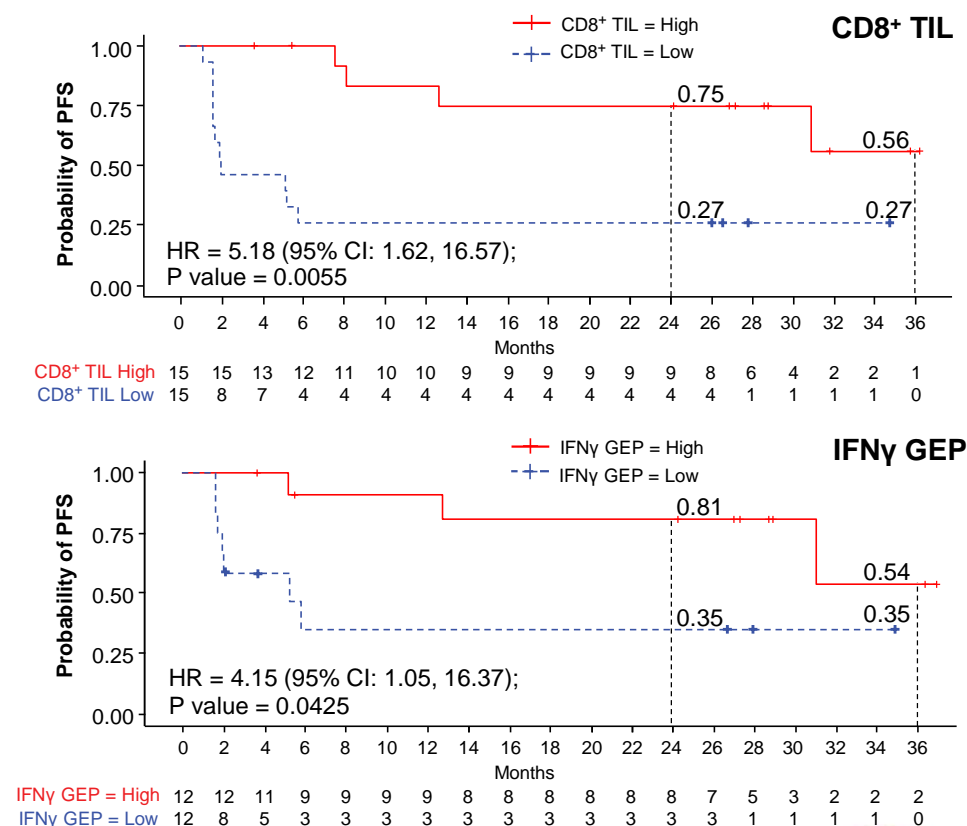 CD8⁺ TIL = High
CD8⁺ TIL = Low
CD8⁺ TIL
Probability of PFS
1.00
0.75
0.50
0.25
0.00
0.75
0.56
0.27
0.27
HR = 5.18 (95% CI: 1.62, 16.57);
P value = 0.0055
0 2 4 6 8 10 12 14 16 18 20 22 24 26 28 30 32 34 36
Months
CD8⁺ TIL High 15 15 13 12 11 10 10 9 9 9 9 9 9 8 6 4 2 2 1
CD8⁺ TIL Low 15 8 7 4 4 4 4 4 4 4 4 4 4 4 1 1 1 1 0
IFNγ GEP = High
IFNγ GEP = Low
IFNγ GEP
Probability of PFS
1.00
0.75
0.50
0.25
0.00
0.81
0.54
0.35
0.35
HR = 4.15 (95% CI: 1.05, 16.37);
P value = 0.0425
0 2 4 6 8 10 12 14 16 18 20 22 24 26 28 30 32 34 36
Months
IFNγ GEP = High 12 12 11 9 9 9 9 8 8 8 8 8 8 7 5 3 2 2 2
IFNγ GEP = Low 12 8 5 3 3 3 3 3 3 3 3 3 3 3 1 1 1 1 0